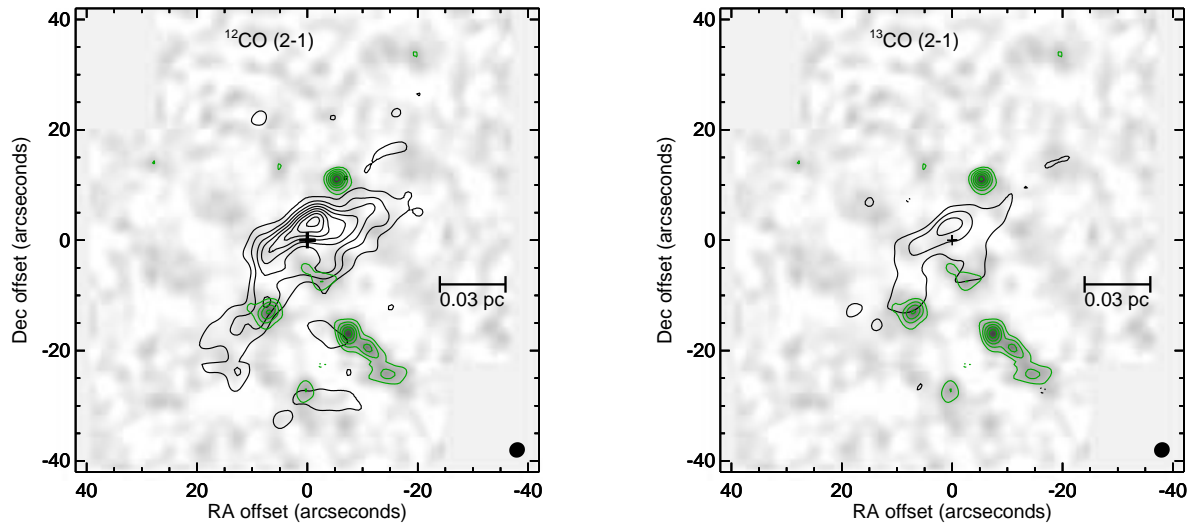 40
20
0
-20
-40
Dec offset (arcseconds)
¹²CO (2-1)
0.03 pc
40 20 0 -20 -40
RA offset (arcseconds)
40
20
0
-20
-40
Dec offset (arcseconds)
¹³CO (2-1)
0.03 pc
40 20 0 -20 -40
RA offset (arcseconds)